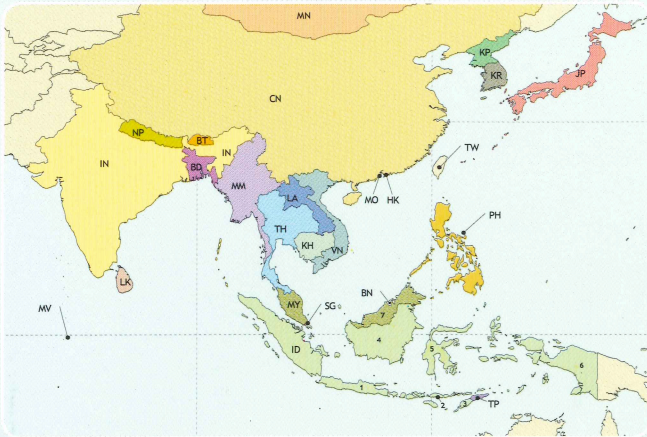 MN
KP
KR
JP
CN
NP
BT
IN
IN
BD
TW
MM
MO
HK
LA
TH
PH
KH
VN
LK
BN
MV
MY
SG
7
4
ID
5
6
1
2
3
TP